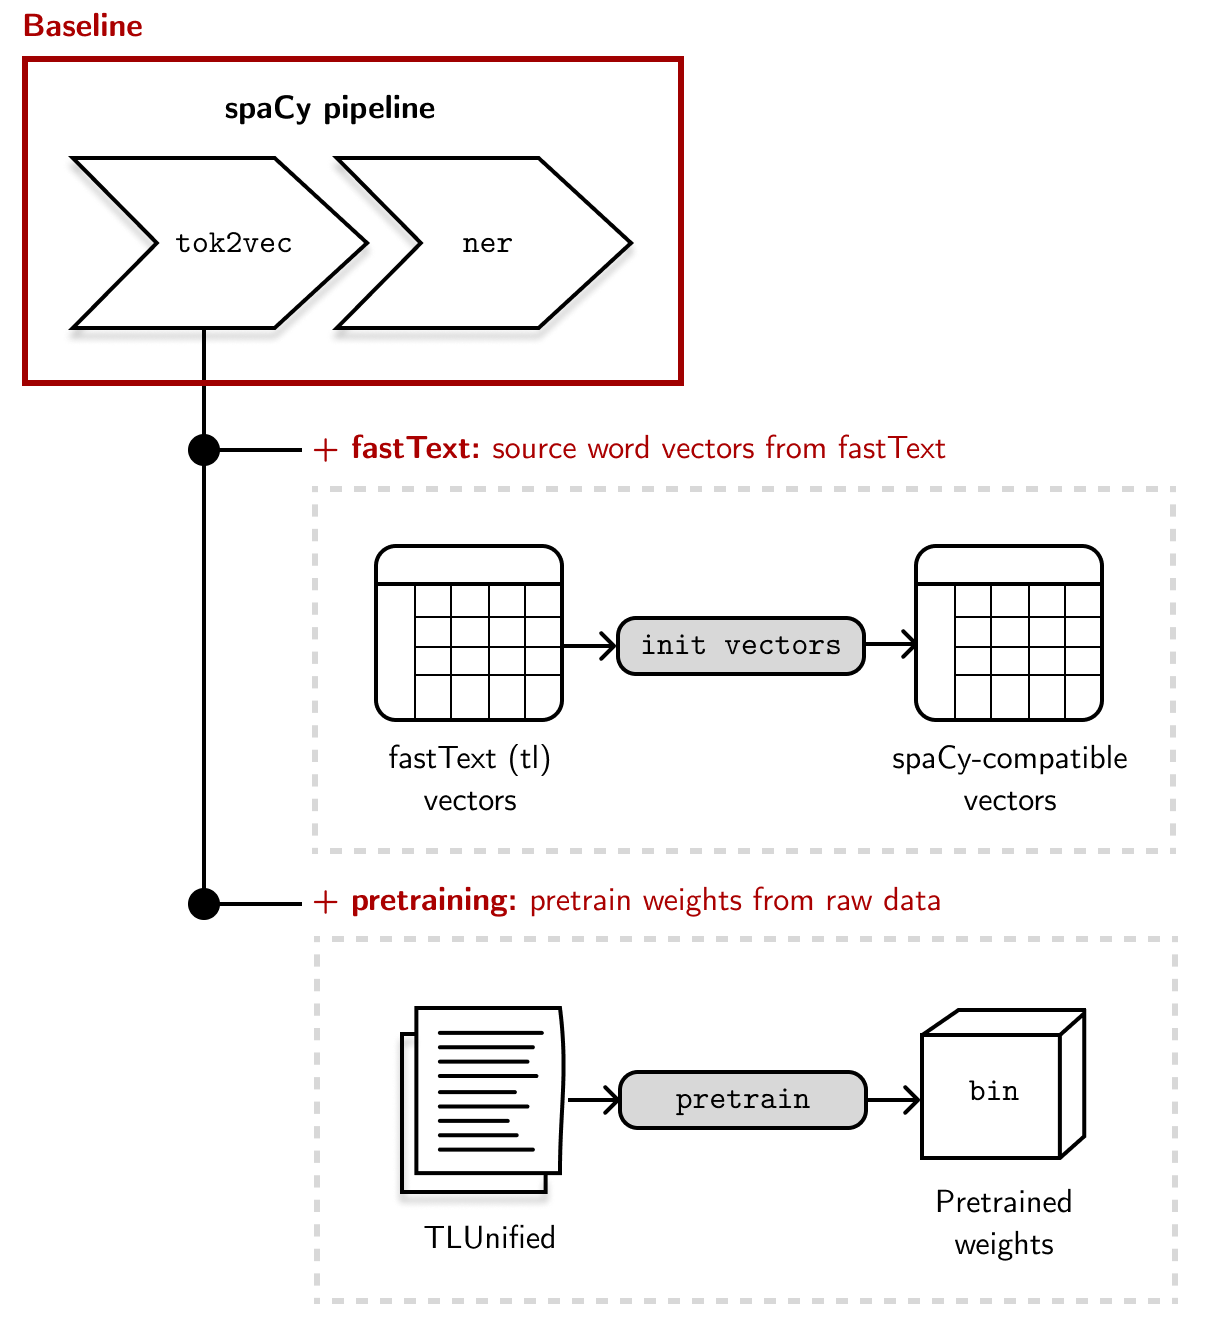 Baseline
spaCy pipeline
tok2vec
ner
+ fastText: source word vectors from fastText
init vectors
fastText (tl)
vectors
spaCy-compatible
vectors
+ pretraining: pretrain weights from raw data
pretrain
bin
TLUnified
Pretrained
weights